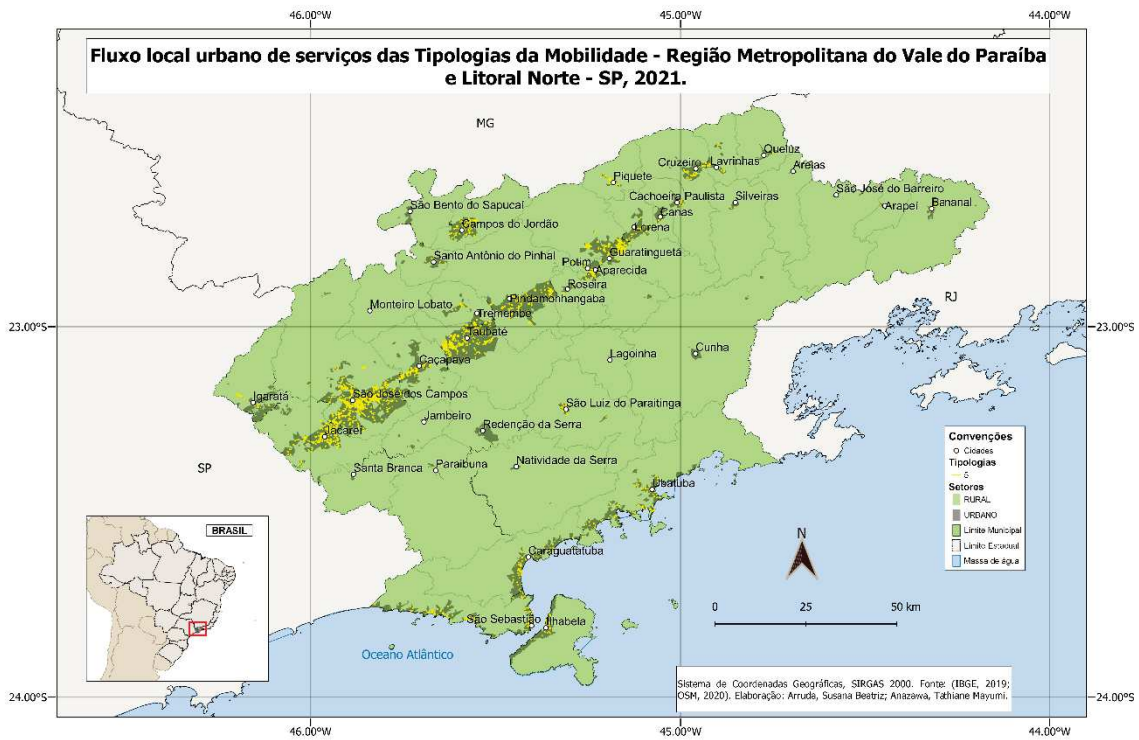 46.00°W 45.00°W 44.00°W
Fluxo local urbano de serviços das Tipologias da Mobilidade - Região Metropolitana do Vale do Paraíba
e Litoral Norte - SP, 2021.
MG
Queluz
Cruzeiro Lavrinhas
Areias
Piquete
São José do Barreiro
Cachoeira Paulista Silveiras
Arapeí Bananal
São Bento do Sapucaí
Canas
Campos do Jordão
Lorena
Santo Antônio do Pinhal
Guaratinguetá
Potim
Aparecida
Roseira
Monteiro Lobato
Pindamonhangaba
RJ
Tremembé
23.00°S 23.00°S
Taubaté
Lagoinha Cunha
Caçapava
Igaratá
São José dos Campos
São Luiz do Paraitinga
Jambeiro
Redenção da Serra
Jacareí
SP
Santa Branca Paraibuna Natividade da Serra
Ubatuba
Convenções
Cidades
Tipologias
5
Setores
RURAL
URBANO
Limite Municipal
Limite Estadual
Massa de água
BRASIL
N
Caraguatatuba
0 25 50 km
São Sebastião Ilhabela
Oceano Atlântico
Sistema de Coordenadas Geográficas, SIRGAS 2000. Fonte: (IBGE, 2019;
OSM, 2020). Elaboração: Arruda, Susana Beatriz; Anazawa, Tathiane Mayumi.
24.00°S 24.00°S
46.00°W 45.00°W 44.00°W